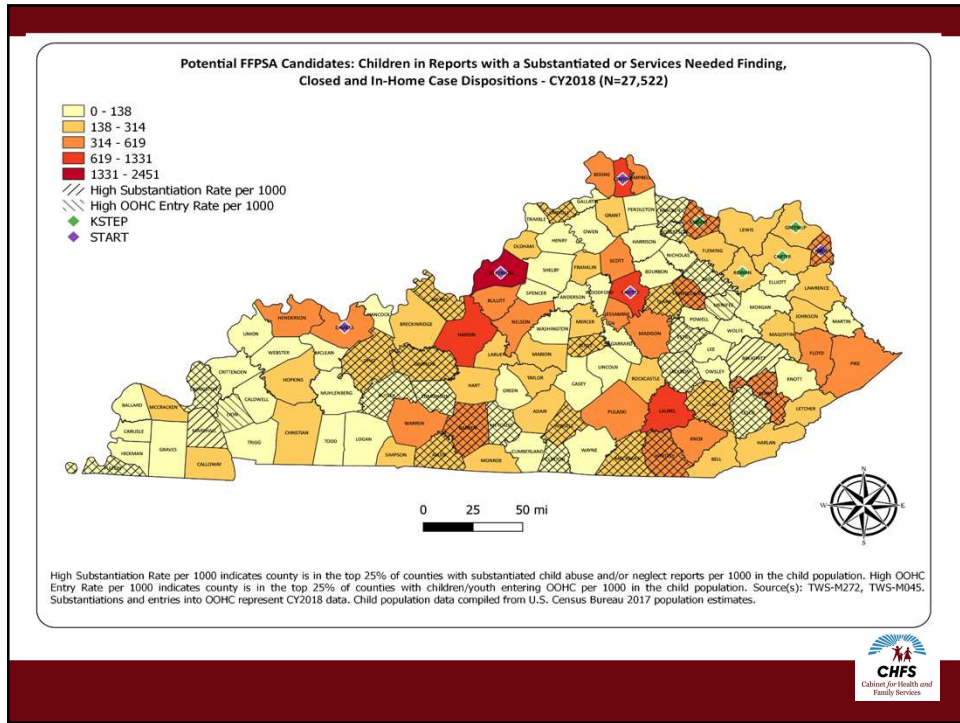 Potential FFPSA Candidates: Children in Reports with a Substantiated or Services Needed Finding,
Closed and In-Home Case Dispositions - CY2018 (N=27,522)
0 - 138
138 - 314
314 - 619
619 - 1331
1331 - 2451
High Substantiation Rate per 1000
High OOHC Entry Rate per 1000
KSTEP
START
BOONE
CAMPBELL
GALLATIN
PENDLETON
TRIMBLE
GRANT
OWEN
LEWIS
GREENUP
HENRY
HARRISON
FLEMING
CARTER
OLDHAM
NICHOLAS
ROWAN
SCOTT
SHELBY
FRANKLIN
BOURBON
ELLIOTT
LAWRENCE
SPENCER
ANDERSON
WOODFORD
BULLITT
MORGAN
JOHNSON
HENDERSON
NELSON
MERCER
JESSAMINE
POWELL
MARTIN
UNION
BRECKINRIDGE
HARDIN
WASHINGTON
MADISON
WOLFE
MAGOFFIN
WEBSTER
MCLEAN
LARUE
MARION
LEE
FLOYD
PIKE
CRITTENDEN
LINCOLN
OWSLEY
KNOTT
HOPKINS
HART
TAYLOR
CASEY
ROCKCASTLE
CALDWELL
MUHLENBERG
GREEN
BALLARD
MCCRACKEN
ADAIR
PULASKI
LAUREL
LETCHER
CARLISLE
WARREN
KNOX
HARLAN
HICKMAN
GRAVES
TRIGG
CHRISTIAN
TODD
LOGAN
CUMBERLAND
WAYNE
CALLOWAY
SIMPSON
MONROE
BELL
N
W
E
S
0 25 50 mi
High Substantiation Rate per 1000 indicates county is in the top 25% of counties with substantiated child abuse and/or neglect reports per 1000 in the child population. High OOHC
Entry Rate per 1000 indicates county is in the top 25% of counties with children/youth entering OOHC per 1000 in the child population. Source(s): TWS-M272, TWS-M045.
Substantiations and entries into OOHC represent CY2018 data. Child population data compiled from U.S. Census Bureau 2017 population estimates.
CHFS
Cabinet for Health and
Family Services